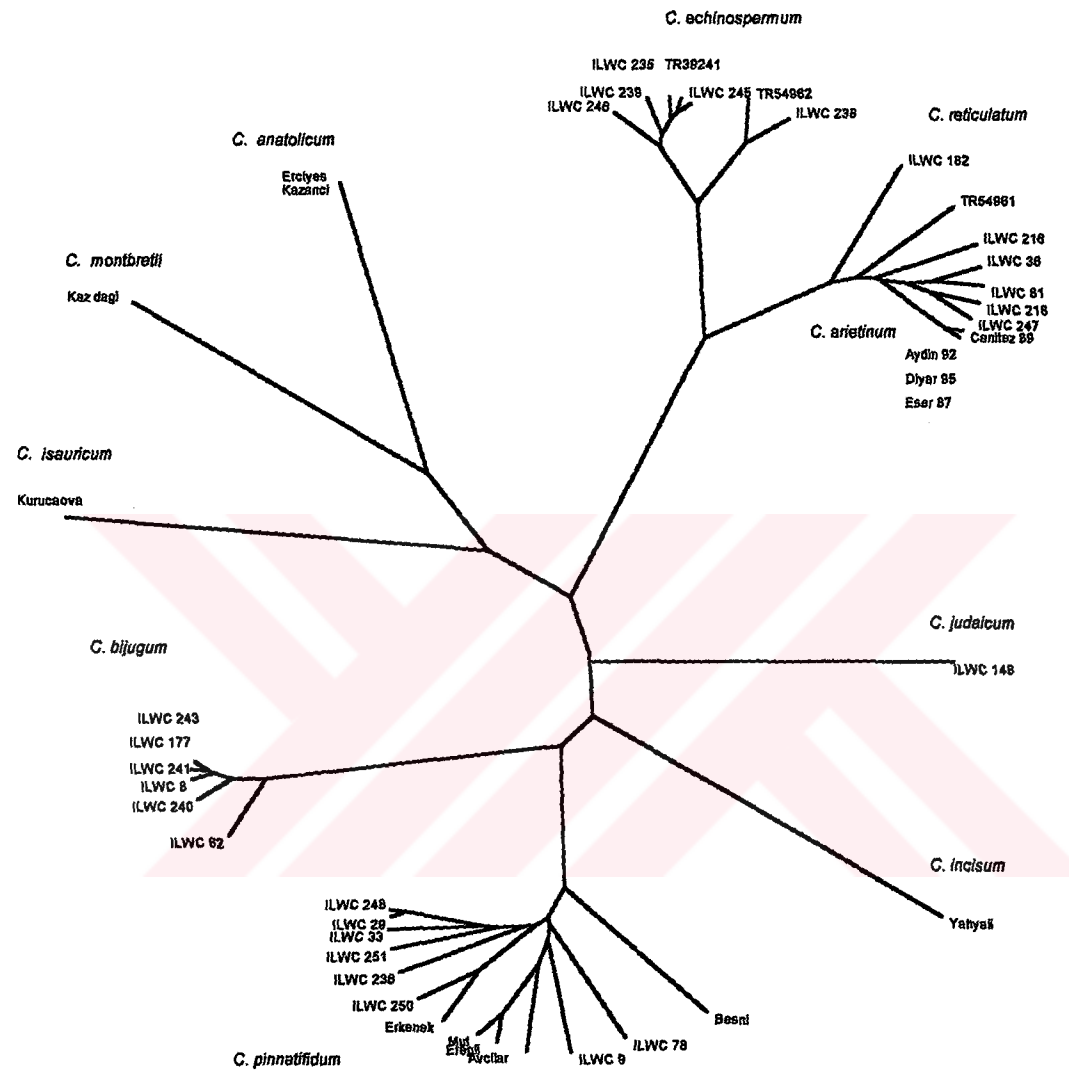 C. echinospermum
ILWC 235 TR39241
ILWC 239
ILWC 245 TR54962
ILWC 246
ILWC 238
C. reticulatum
C. anatolicum
ILWC 182
Erciyes
Kazanci
TR54961
ILWC 216
C. montbretii
ILWC 36
Kaz dagi
ILWC 81
ILWC 218
ILWC 247
C. arietinum
Canitez 89
Aydin 92
Diyar 95
Eser 87
C. isauricum
Kurucaova
C. judaicum
C. bijugum
ILWC 148
ILWC 243
ILWC 177
ILWC 241
ILWC 8
ILWC 240
ILWC 62
C. incisum
ILWC 248
ILWC 29
ILWC 33
Yahyali
ILWC 251
ILWC 236
ILWC 250
Erkenek
Besni
Mut
Avcilar
ILWC 78
ILWC 9
C. pinnatifidum